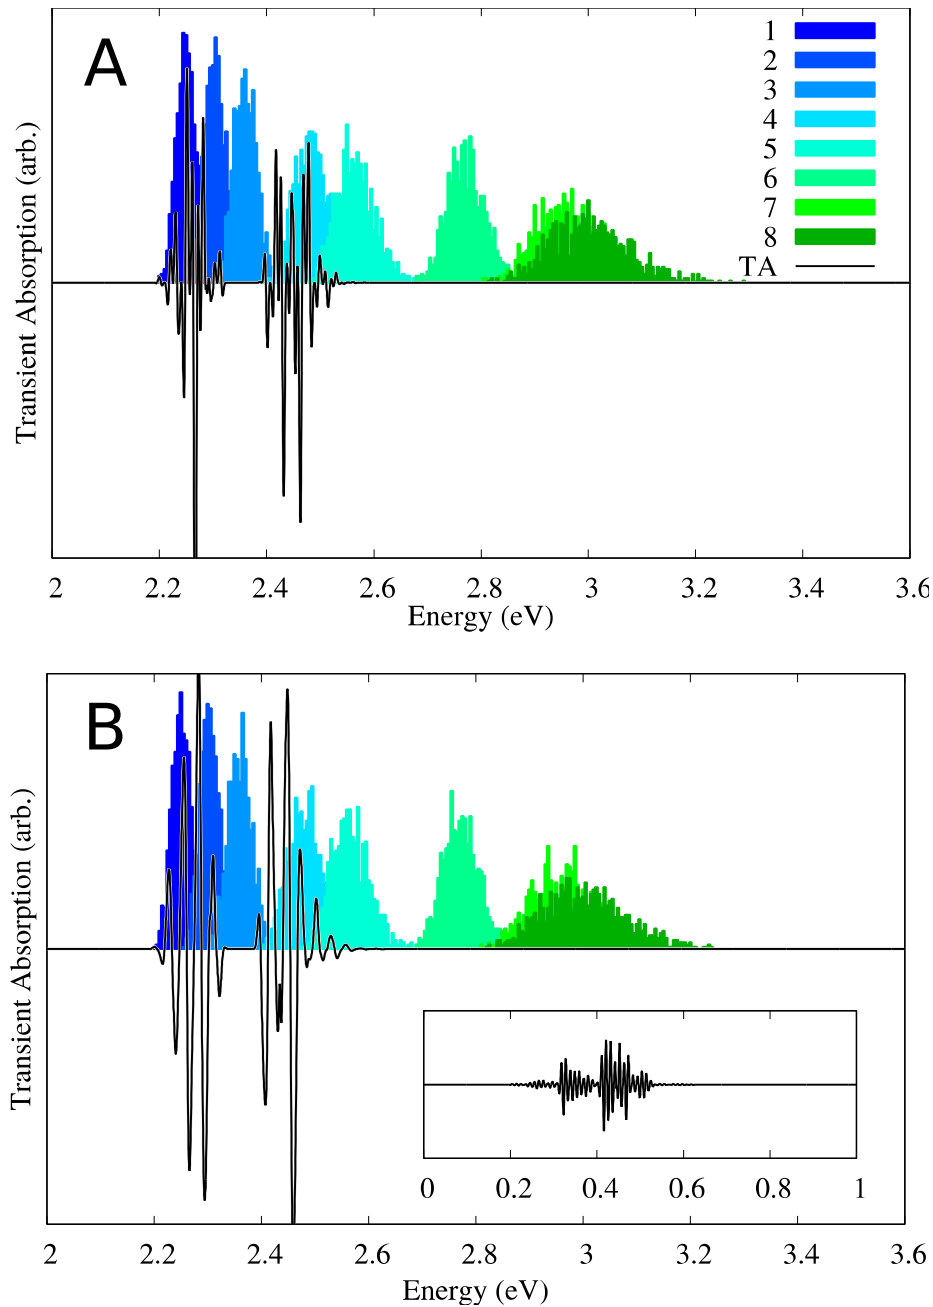 A
1
2
3
4
5
6
7
8
TA
Transient Absorption (arb.)
2 2.2 2.4 2.6 2.8 3 3.2 3.4 3.6
Energy (eV)
B
Transient Absorption (arb.)
0 0.2 0.4 0.6 0.8 1
2 2.2 2.4 2.6 2.8 3 3.2 3.4 3.6
Energy (eV)